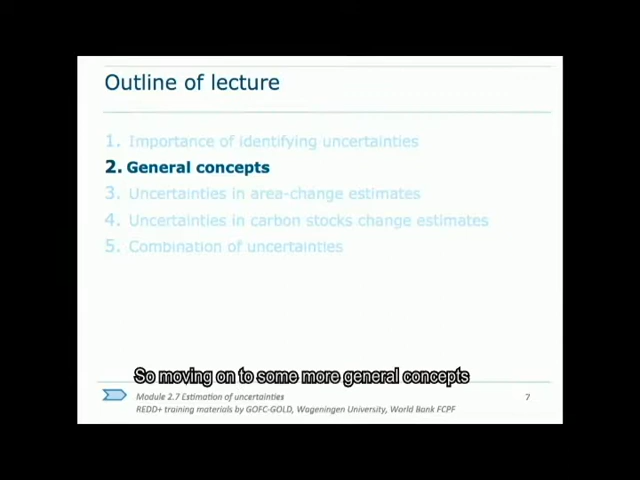 Outline of lecture
1. Importance of identifying uncertainties
2. General concepts
3. Uncertainties in area-change estimates
4. Uncertainties in carbon stocks change estimates
5. Combination of uncertainties
So moving on to some more general concepts
Module 2.7 Estimation of uncertainties
REDD+ training materials by GOFC-GOLD, Wageningen University, World Bank FCPF
7